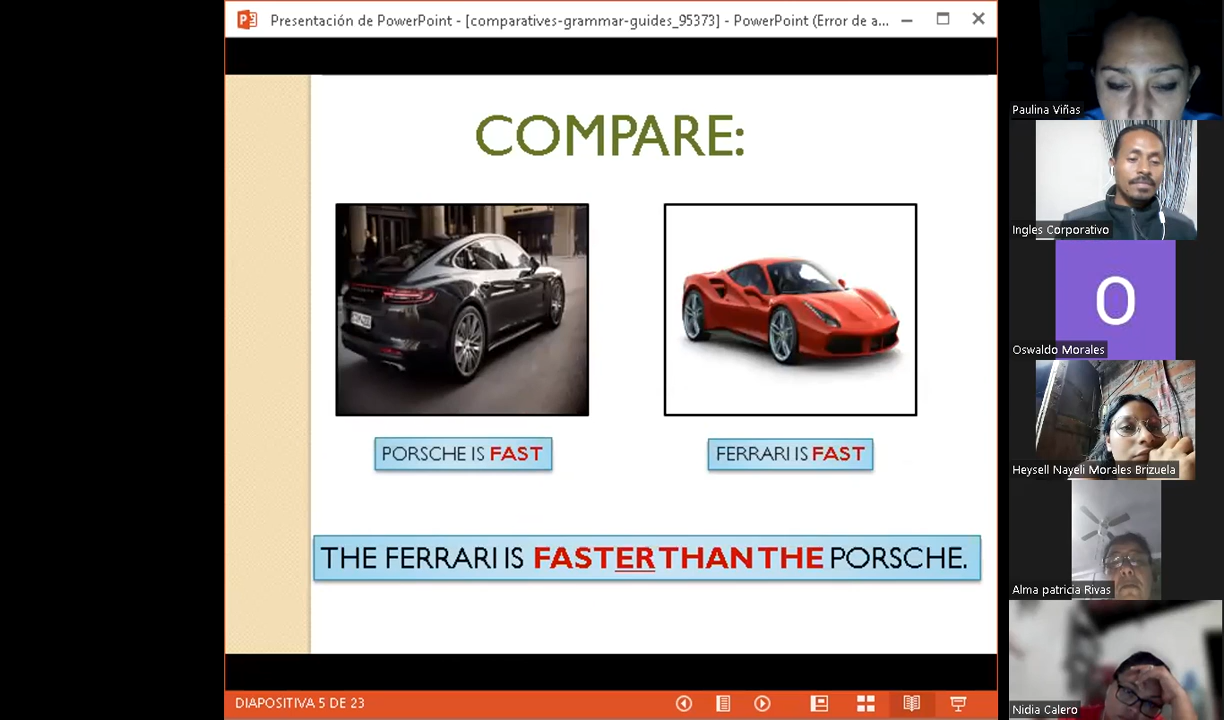 Presentación de PowerPoint - [comparatives-grammar-guides_95373] - PowerPoint (Error de a...
COMPARE:
PORSCHE IS FAST
FERRARI IS FAST
THE FERRARI IS FASTER THAN THE PORSCHE.
DIAPOSITIVA 5 DE 23
Paulina Viñas
Ingles Corporativo
O
Oswaldo Morales
Heysell Nayeli Morales Brizuela
Alma patricia Rivas
Nidia Calero